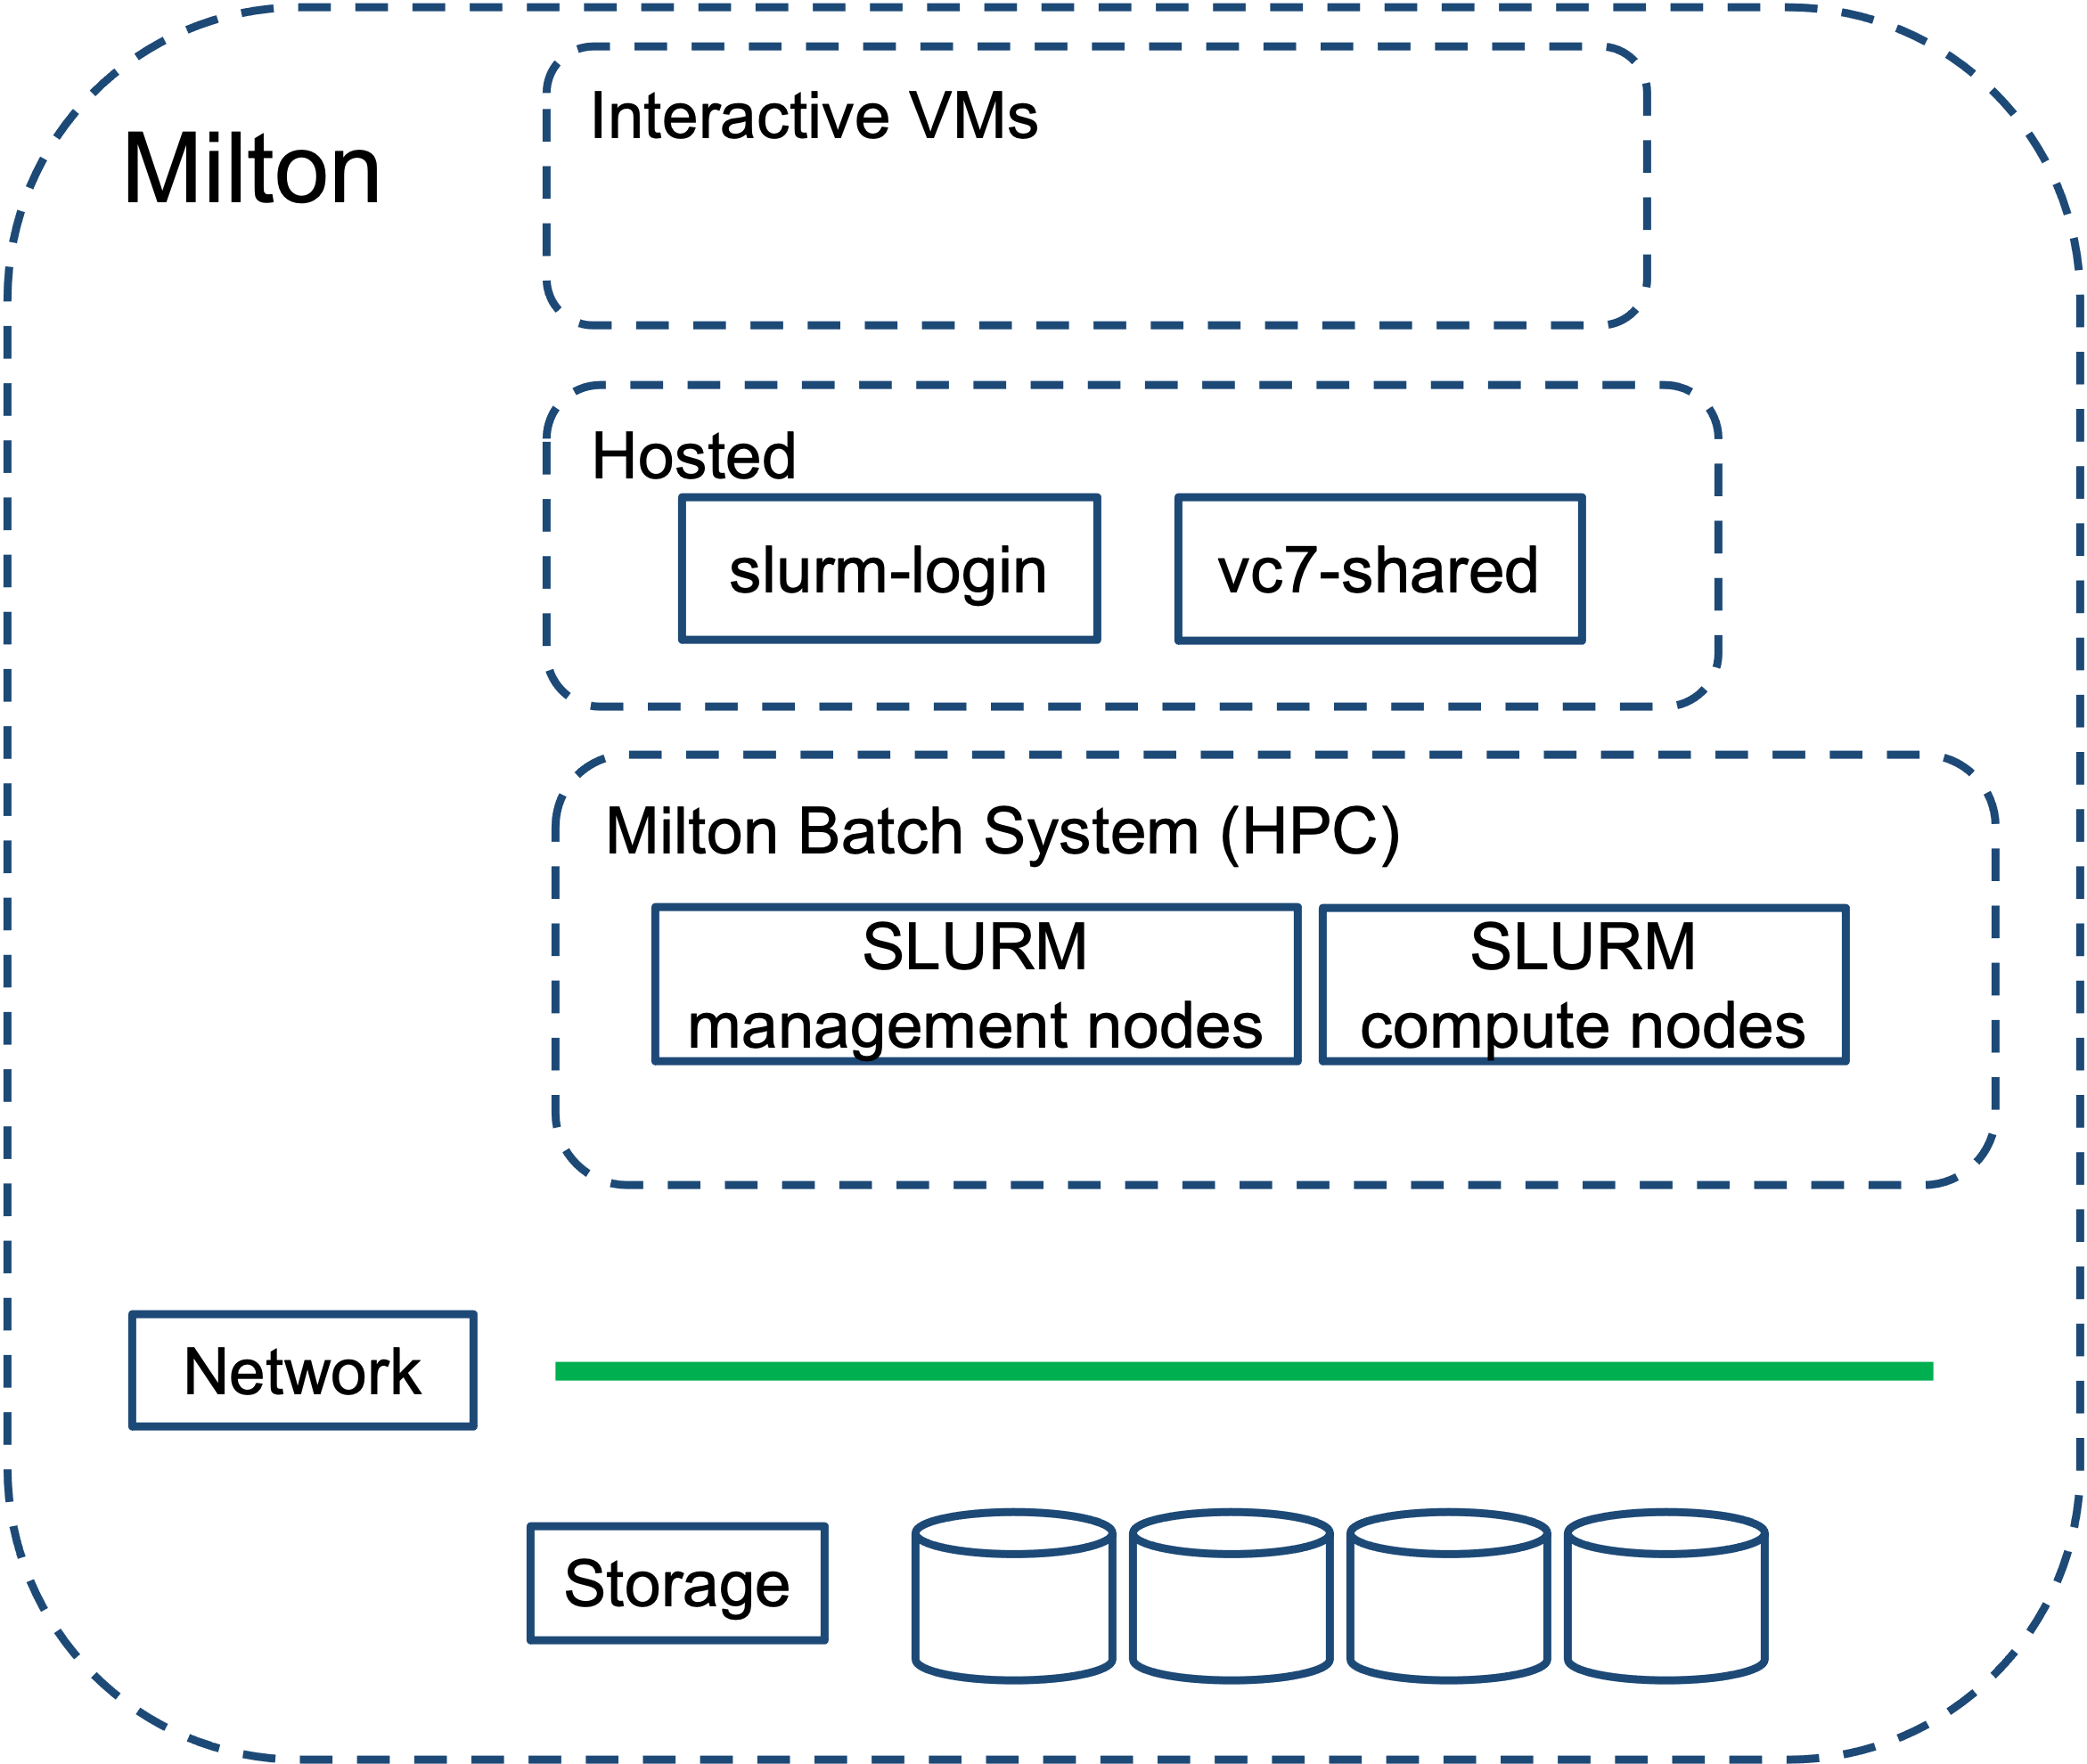 Milton
Interactive VMs
Hosted
slurm-login
vc7-shared
Milton Batch System (HPC)
SLURM
management nodes
SLURM
compute nodes
Network
Storage